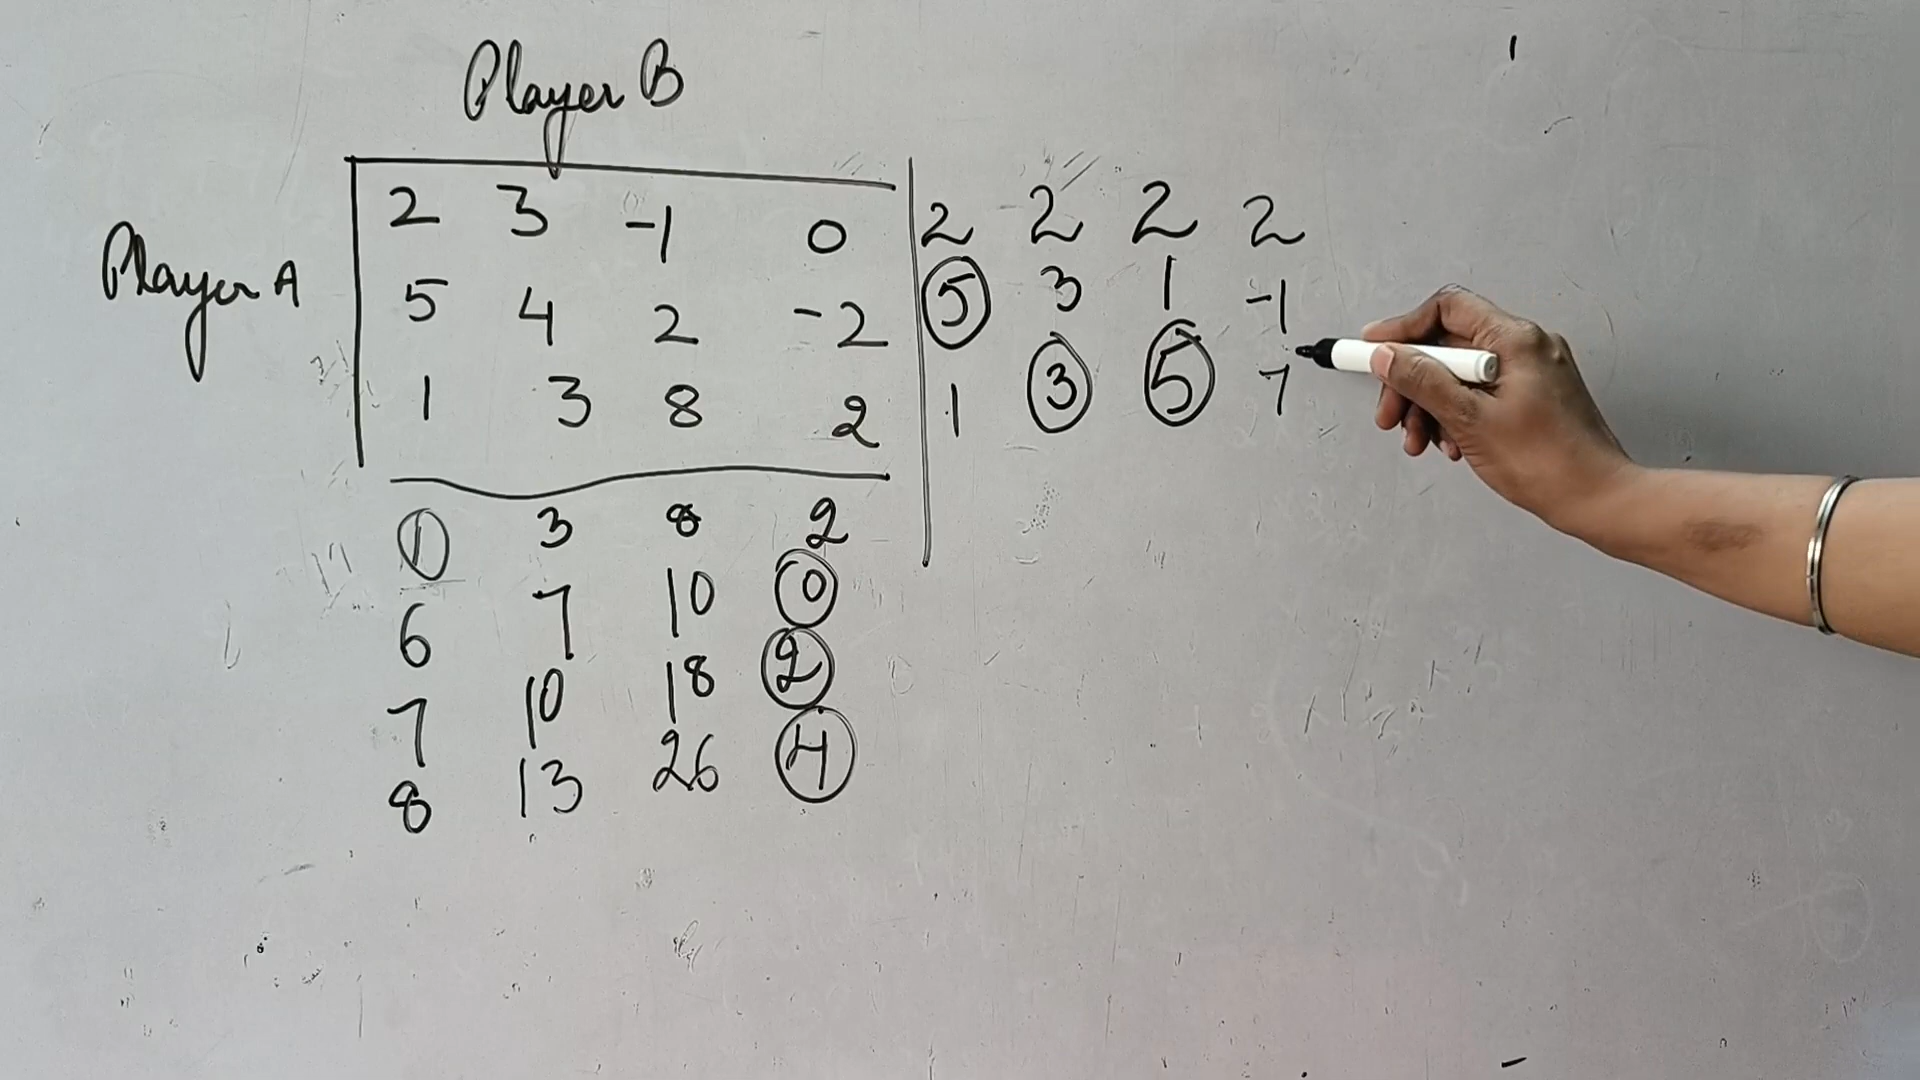 Player B
2 3 -1 0 2 2 2 2
Player A 5 4 2 -2 5 3 1 -1
1 3 8 2 1 3 5 7
1 3 8 2
6 7 10 0
7 10 18 2
8 13 26 4